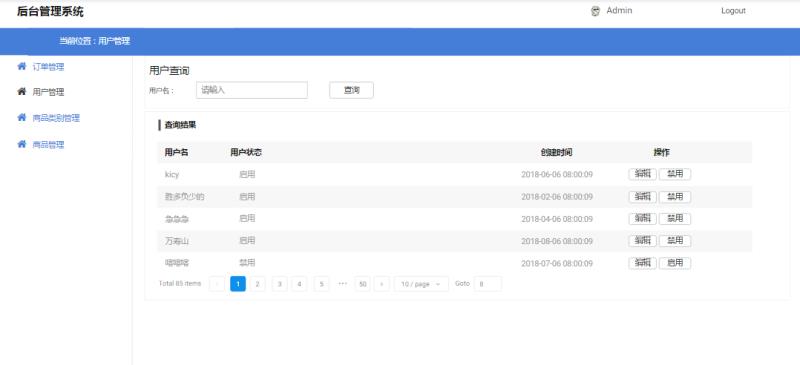 后台管理系统
Admin
Logout
当前位置：用户管理
订单管理
用户管理
商品类别管理
商品管理
用户查询
用户名：
请输入
查询
查询结果
用户名 用户状态 创建时间 操作
kicy 启用 2018-06-06 08:00:09 编辑 禁用
胜多负少的 启用 2018-02-06 08:00:09 编辑 禁用
急急急 启用 2018-04-06 08:00:09 编辑 禁用
万寿山 启用 2018-08-06 08:00:09 编辑 禁用
禁用 2018-07-06 08:00:09 编辑 启用
Total 85 items ‹ 1 2 3 4 5 ··· 50 › 10 / page Goto 8